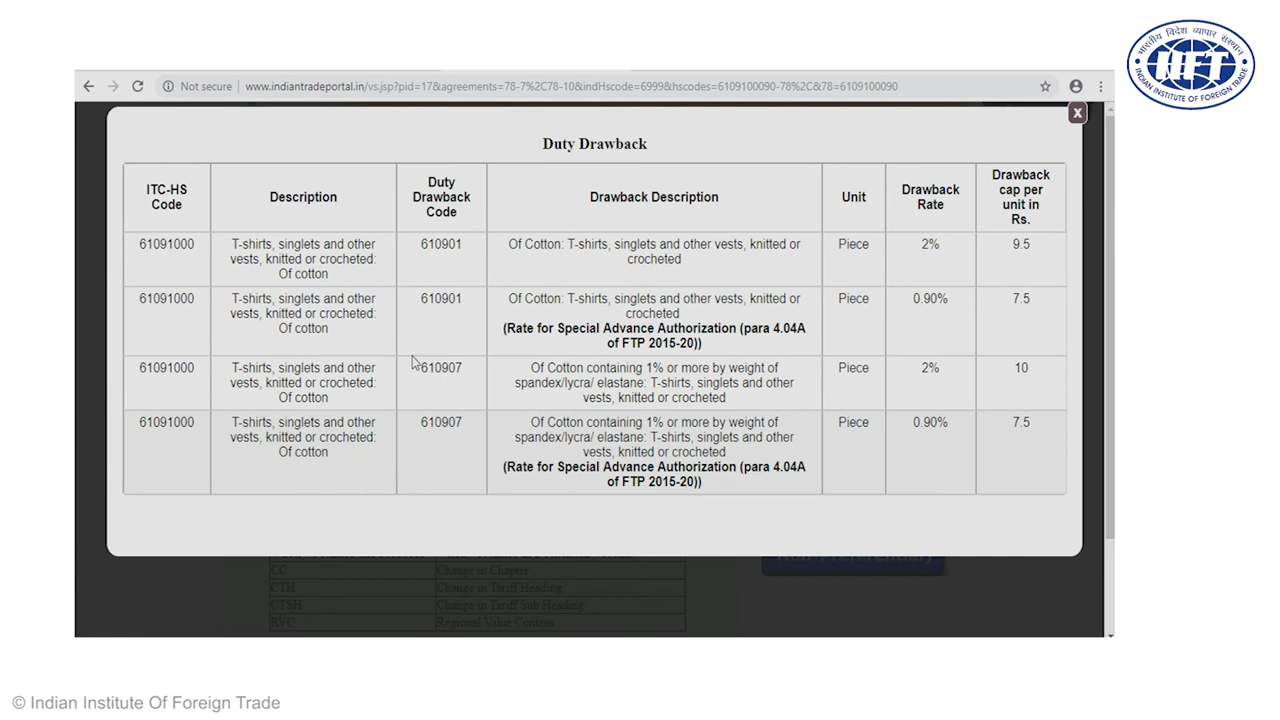 भारतीय विदेश व्यापार संस्थान
IIFT
INDIAN INSTITUTE OF FOREIGN TRADE
Not secure | www.indiantradeportal.in/vs.jsp?pid=17&agreements=78-7%2C78-10&indHscode=6999&hscodes=6109100090-78%2C&78=6109100090
X
Duty Drawback
ITC-HS
Code
Description
Duty
Drawback
Code
Drawback Description
Unit
Drawback
Rate
Drawback
cap per
unit in
Rs.
61091000
T-shirts, singlets and other
vests, knitted or crocheted:
Of cotton
610901
Of Cotton: T-shirts, singlets and other vests, knitted or
crocheted
Piece
2%
9.5
61091000
T-shirts, singlets and other
vests, knitted or crocheted:
Of cotton
610901
Of Cotton: T-shirts, singlets and other vests, knitted or
crocheted
(Rate for Special Advance Authorization (para 4.04A
of FTP 2015-20))
Piece
0.90%
7.5
61091000
T-shirts, singlets and other
vests, knitted or crocheted:
Of cotton
610907
Of Cotton containing 1% or more by weight of
spandex/lycra/ elastane: T-shirts, singlets and other
vests, knitted or crocheted
Piece
2%
10
61091000
T-shirts, singlets and other
vests, knitted or crocheted:
Of cotton
610907
Of Cotton containing 1% or more by weight of
spandex/lycra/ elastane: T-shirts, singlets and other
vests, knitted or crocheted
(Rate for Special Advance Authorization (para 4.04A
of FTP 2015-20))
Piece
0.90%
7.5
CC
Change in Chapter
CTH
Change in Tariff Heading
CTSH
Change in Tariff Sub Heading
RVC
Regional Value Content
© Indian Institute Of Foreign Trade